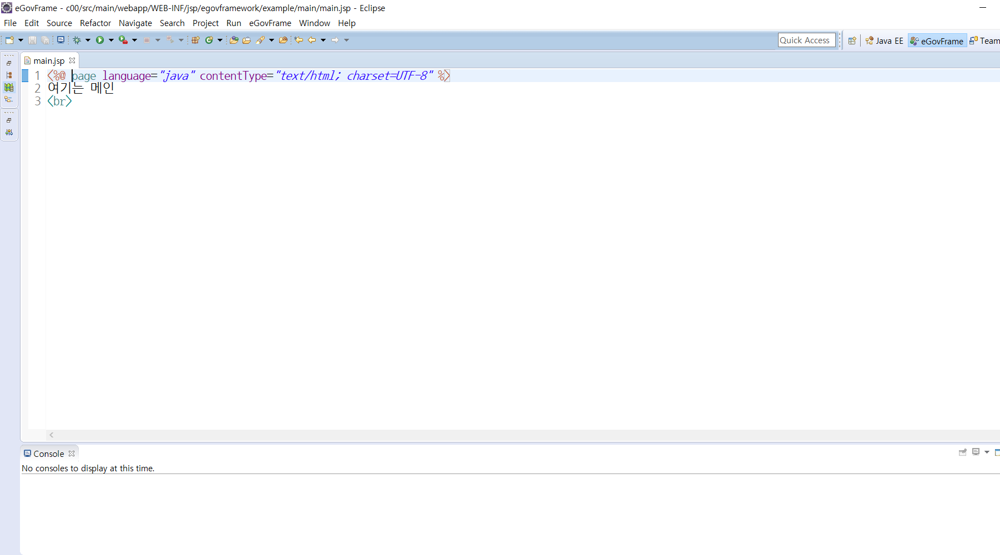 eGovFrame - c00/src/main/webapp/WEB-INF/jsp/egovframework/example/main/main.jsp - Eclipse
File Edit Source Refactor Navigate Search Project Run eGovFrame Window Help
Quick Access Java EE eGovFrame Team
main.jsp
1 <%@ page language="java" contentType="text/html; charset=UTF-8" %>
2 여기는 메인
3 <br>
Console
No consoles to display at this time.